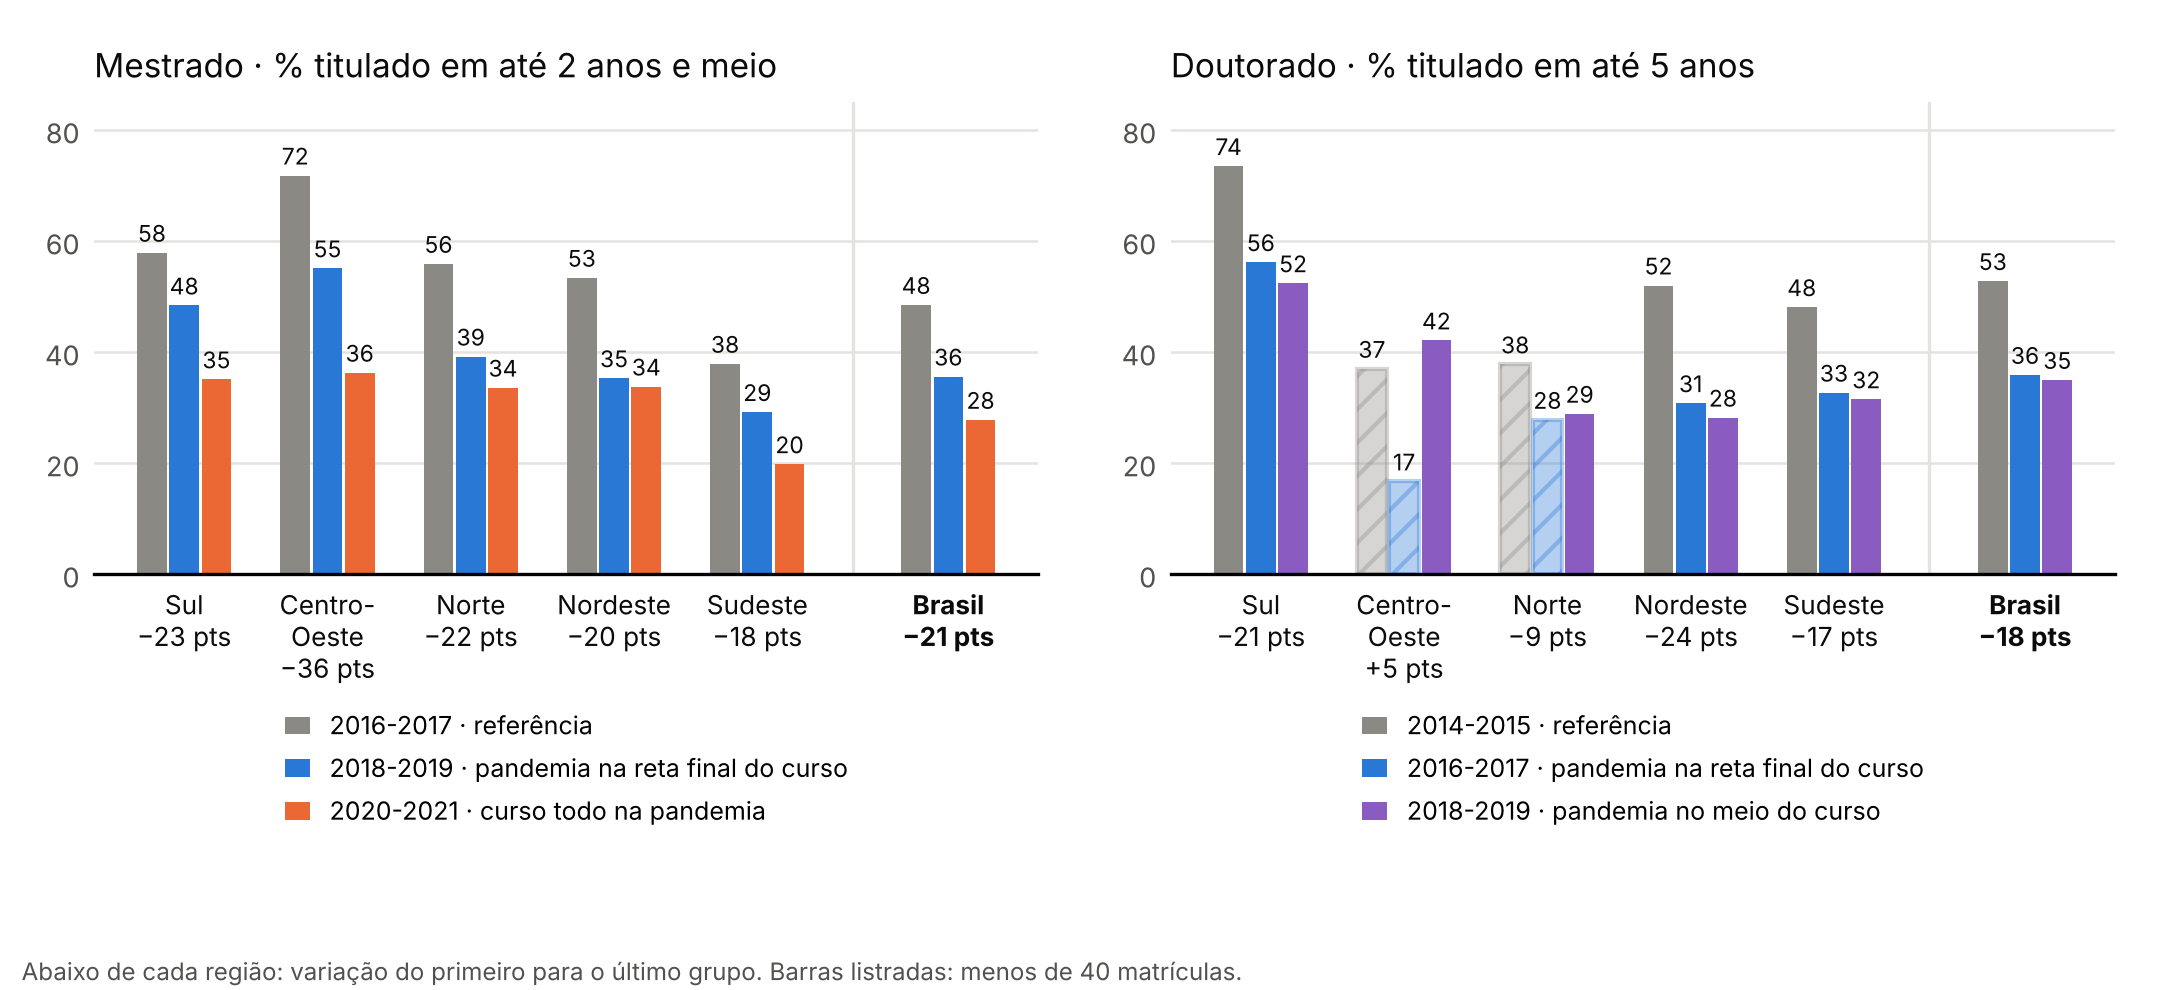 Mestrado · % titulado em até 2 anos e meio
80
60
40
20
0
58
48
35
72
55
36
56
39
34
53
35
34
38
29
20
48
36
28
Sul
−23 pts
Centro-
Oeste
−36 pts
Norte
−22 pts
Nordeste
−20 pts
Sudeste
−18 pts
Brasil
−21 pts
2016-2017 · referência
2018-2019 · pandemia na reta final do curso
2020-2021 · curso todo na pandemia
Doutorado · % titulado em até 5 anos
80
60
40
20
0
74
56
52
37
17
42
38
28
29
52
31
28
48
33
32
53
36
35
Sul
−21 pts
Centro-
Oeste
+5 pts
Norte
−9 pts
Nordeste
−24 pts
Sudeste
−17 pts
Brasil
−18 pts
2014-2015 · referência
2016-2017 · pandemia na reta final do curso
2018-2019 · pandemia no meio do curso
Abaixo de cada região: variação do primeiro para o último grupo. Barras listradas: menos de 40 matrículas.